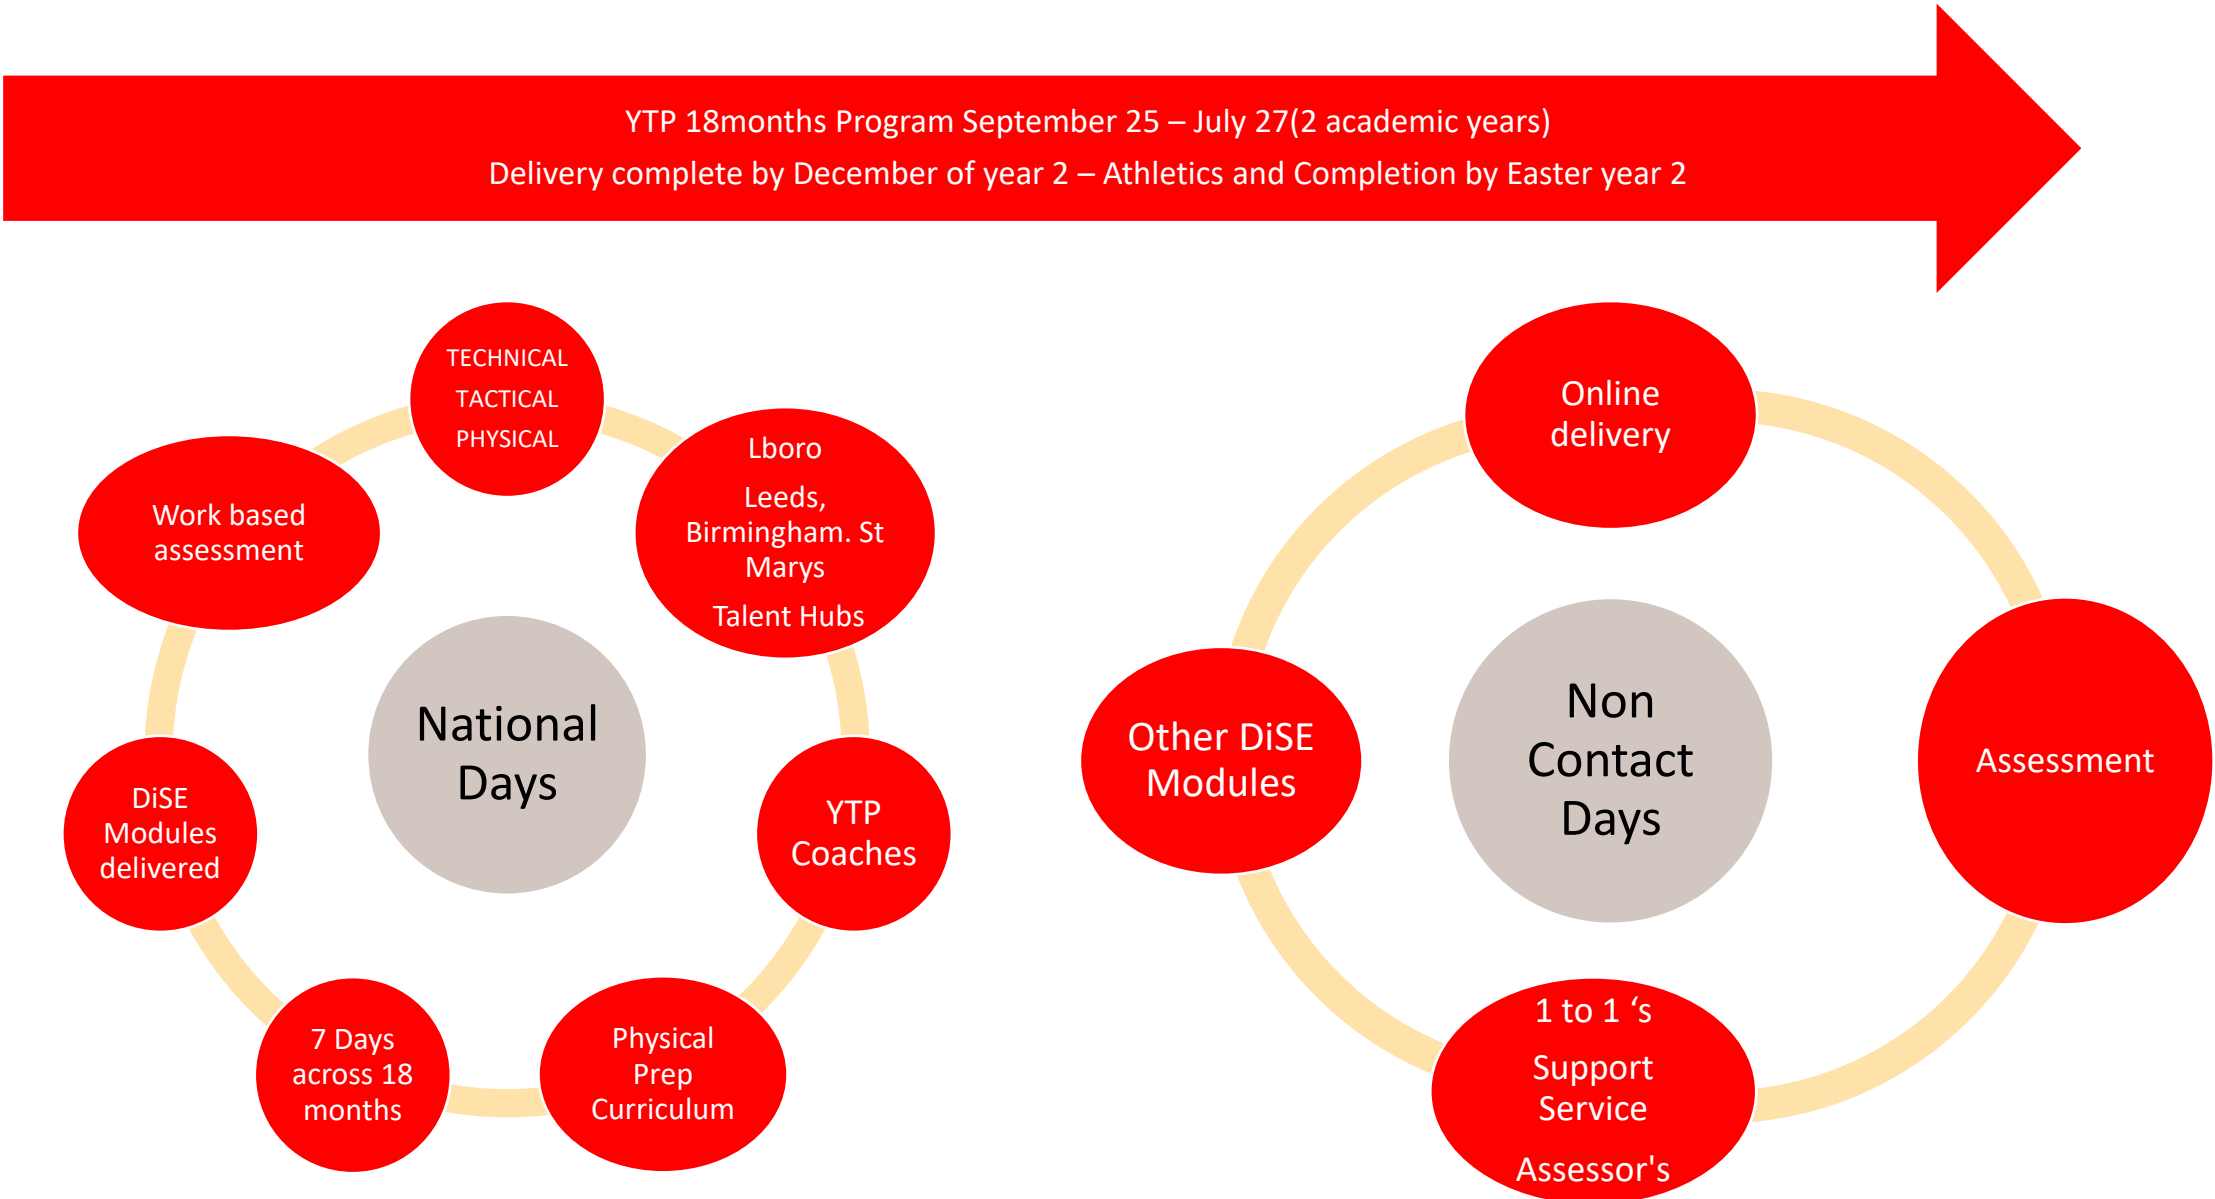 YTP 18months Program September 25 – July 27(2 academic years)
Delivery complete by December of year 2 – Athletics and Completion by Easter year 2
TECHNICAL
TACTICAL
PHYSICAL
Lboro
Leeds,
Birmingham. St
Marys
Talent Hubs
YTP
Coaches
Physical
Prep
Curriculum
7 Days
across 18
months
DiSE
Modules
delivered
Work based
assessment
National
Days
Online
delivery
Assessment
1 to 1 ‘s
Support
Service
Assessor's
Other DiSE
Modules
Non
Contact
Days